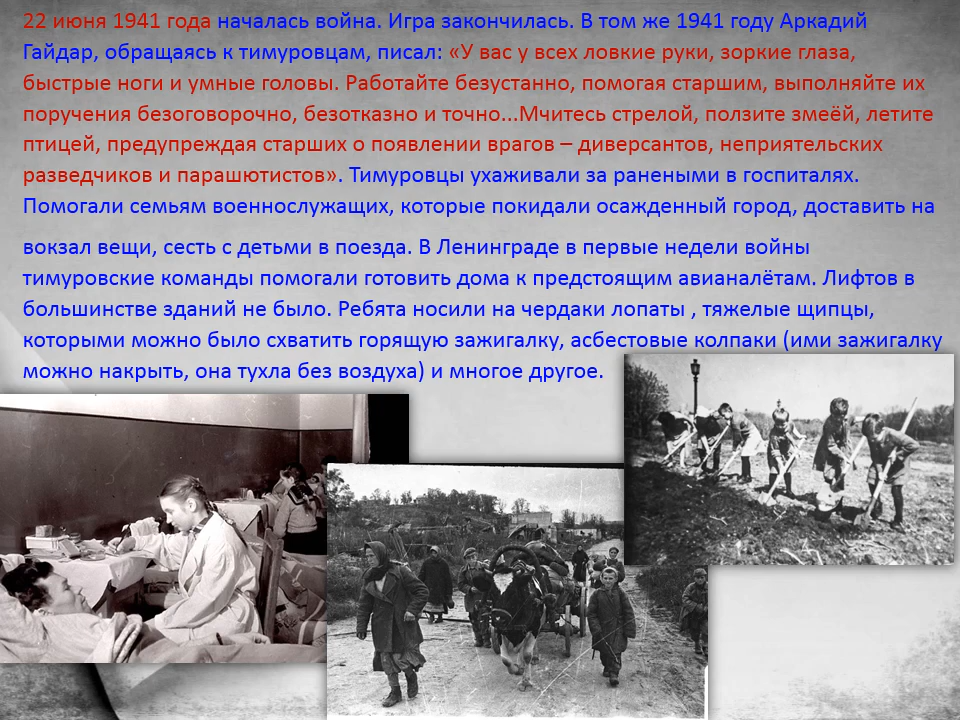 22 июня 1941 года началась война. Игра закончилась. В том же 1941 году Аркадий
Гайдар, обращаясь к тимуровцам, писал: «У вас у всех ловкие руки, зоркие глаза,
быстрые ноги и умные головы. Работайте безустанно, помогая старшим, выполняйте их
поручения безоговорочно, безотказно и точно...Мчитесь стрелой, ползите змеёй, летите
птицей, предупреждая старших о появлении врагов – диверсантов, неприятельских
разведчиков и парашютистов». Тимуровцы ухаживали за ранеными в госпиталях.
Помогали семьям военнослужащих, которые покидали осажденный город, доставить на
вокзал вещи, сесть с детьми в поезда. В Ленинграде в первые недели войны
тимуровские команды помогали готовить дома к предстоящим авианалётам. Лифтов в
большинстве зданий не было. Ребята носили на чердаки лопаты , тяжелые щипцы,
которыми можно было схватить горящую зажигалку, асбестовые колпаки (ими зажигалку
можно накрыть, она тухла без воздуха) и многое другое.